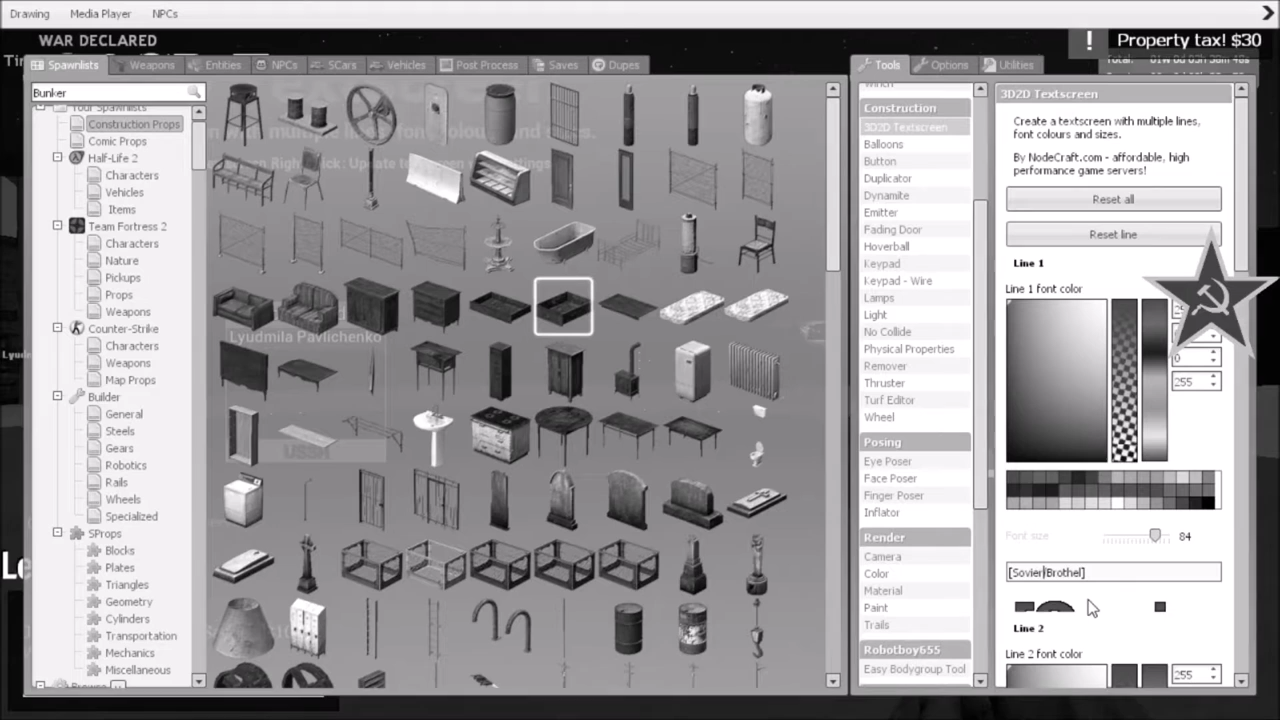 Drawing Media Player NPCs
WAR DECLARED
! Property tax! $30
Spawnlists Weapons Entities NPCs SCars Vehicles Post Process Saves Dupes
Tools Options Utilities
Bunker
Your Spawnlists
Construction Props
Comic Props
Half-Life 2
Characters
Vehicles
Items
Team Fortress 2
Characters
Nature
Pickups
Props
Weapons
Counter-Strike
Characters
Weapons
Map Props
Builder
General
Steels
Gears
Robotics
Rails
Wheels
Specialized
SProps
Blocks
Plates
Triangles
Geometry
Cylinders
Transportation
Mechanics
Miscellaneous
Browse
Lyudmila Pavlichenko
USSR
Winch
Construction
3D2D Textscreen
Balloons
Button
Duplicator
Dynamite
Emitter
Fading Door
Hoverball
Keypad
Keypad - Wire
Lamps
Light
No Collide
Physical Properties
Remover
Thruster
Turf Editor
Wheel
Posing
Eye Poser
Face Poser
Finger Poser
Inflator
Render
Camera
Color
Material
Paint
Trails
Robotboy655
Easy Bodygroup Tool
3D2D Textscreen
Create a textscreen with multiple lines,
font colours and sizes.
By NodeCraft.com - affordable, high
performance game servers!
Reset all
Reset line
Line 1
Line 1 font color
0
255
Font size 84
[Sovier Brothel]
Line 2
Line 2 font color
255